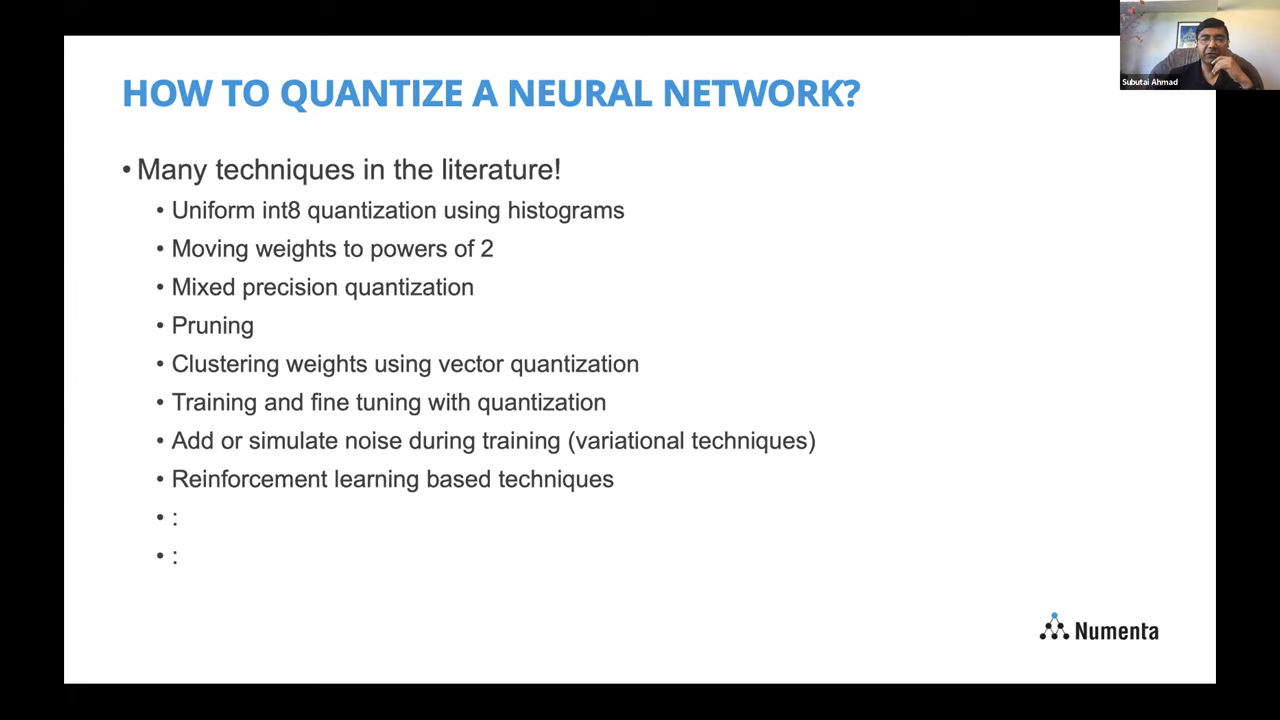 Subutai Ahmad
HOW TO QUANTIZE A NEURAL NETWORK?
• Many techniques in the literature!
• Uniform int8 quantization using histograms
• Moving weights to powers of 2
• Mixed precision quantization
• Pruning
• Clustering weights using vector quantization
• Training and fine tuning with quantization
• Add or simulate noise during training (variational techniques)
• Reinforcement learning based techniques
• :
• :
Numenta